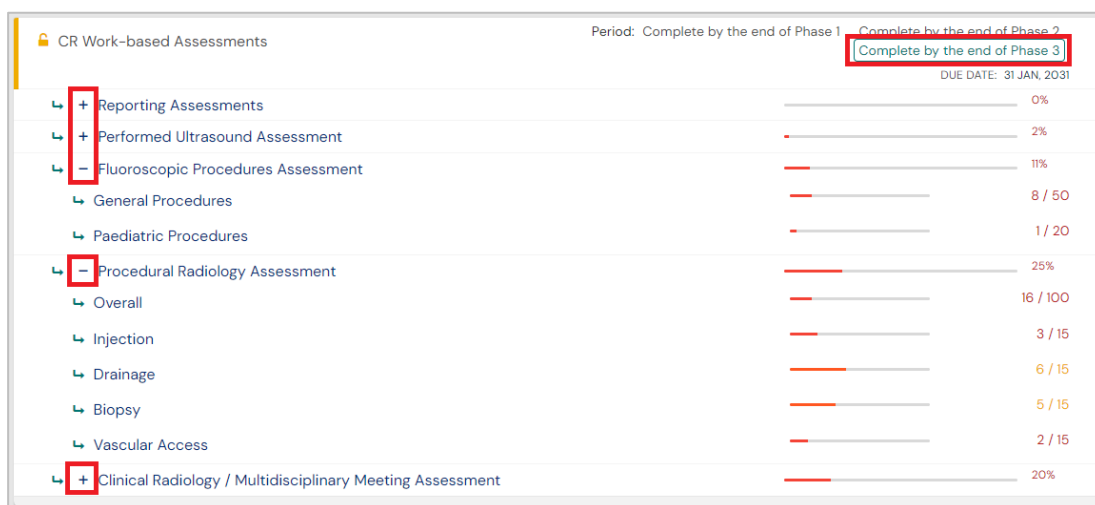 CR Work-based Assessments
Period: Complete by the end of Phase 1 Complete by the end of Phase 2
Complete by the end of Phase 3
DUE DATE: 31 JAN, 2031
+ Reporting Assessments 0%
+ Performed Ultrasound Assessment 2%
− Fluoroscopic Procedures Assessment 11%
General Procedures 8 / 50
Paediatric Procedures 1 / 20
− Procedural Radiology Assessment 25%
Overall 16 / 100
Injection 3 / 15
Drainage 6 / 15
Biopsy 5 / 15
Vascular Access 2 / 15
+ Clinical Radiology / Multidisciplinary Meeting Assessment 20%